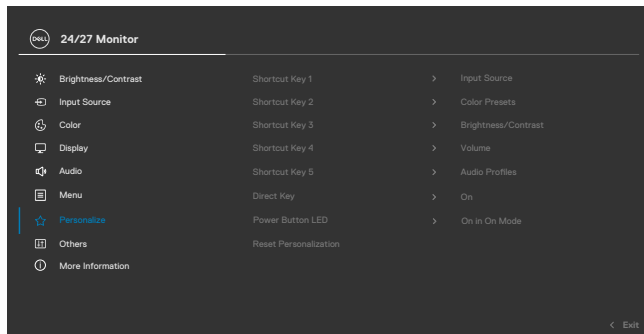 DELL 24/27 Monitor
Brightness/Contrast Shortcut Key 1 > Input Source
Input Source Shortcut Key 2 > Color Presets
Color Shortcut Key 3 > Brightness/Contrast
Display Shortcut Key 4 > Volume
Audio Shortcut Key 5 > Audio Profiles
Menu Direct Key > On
Personalize Power Button LED > On in On Mode
Others Reset Personalization
More Information
< Exit